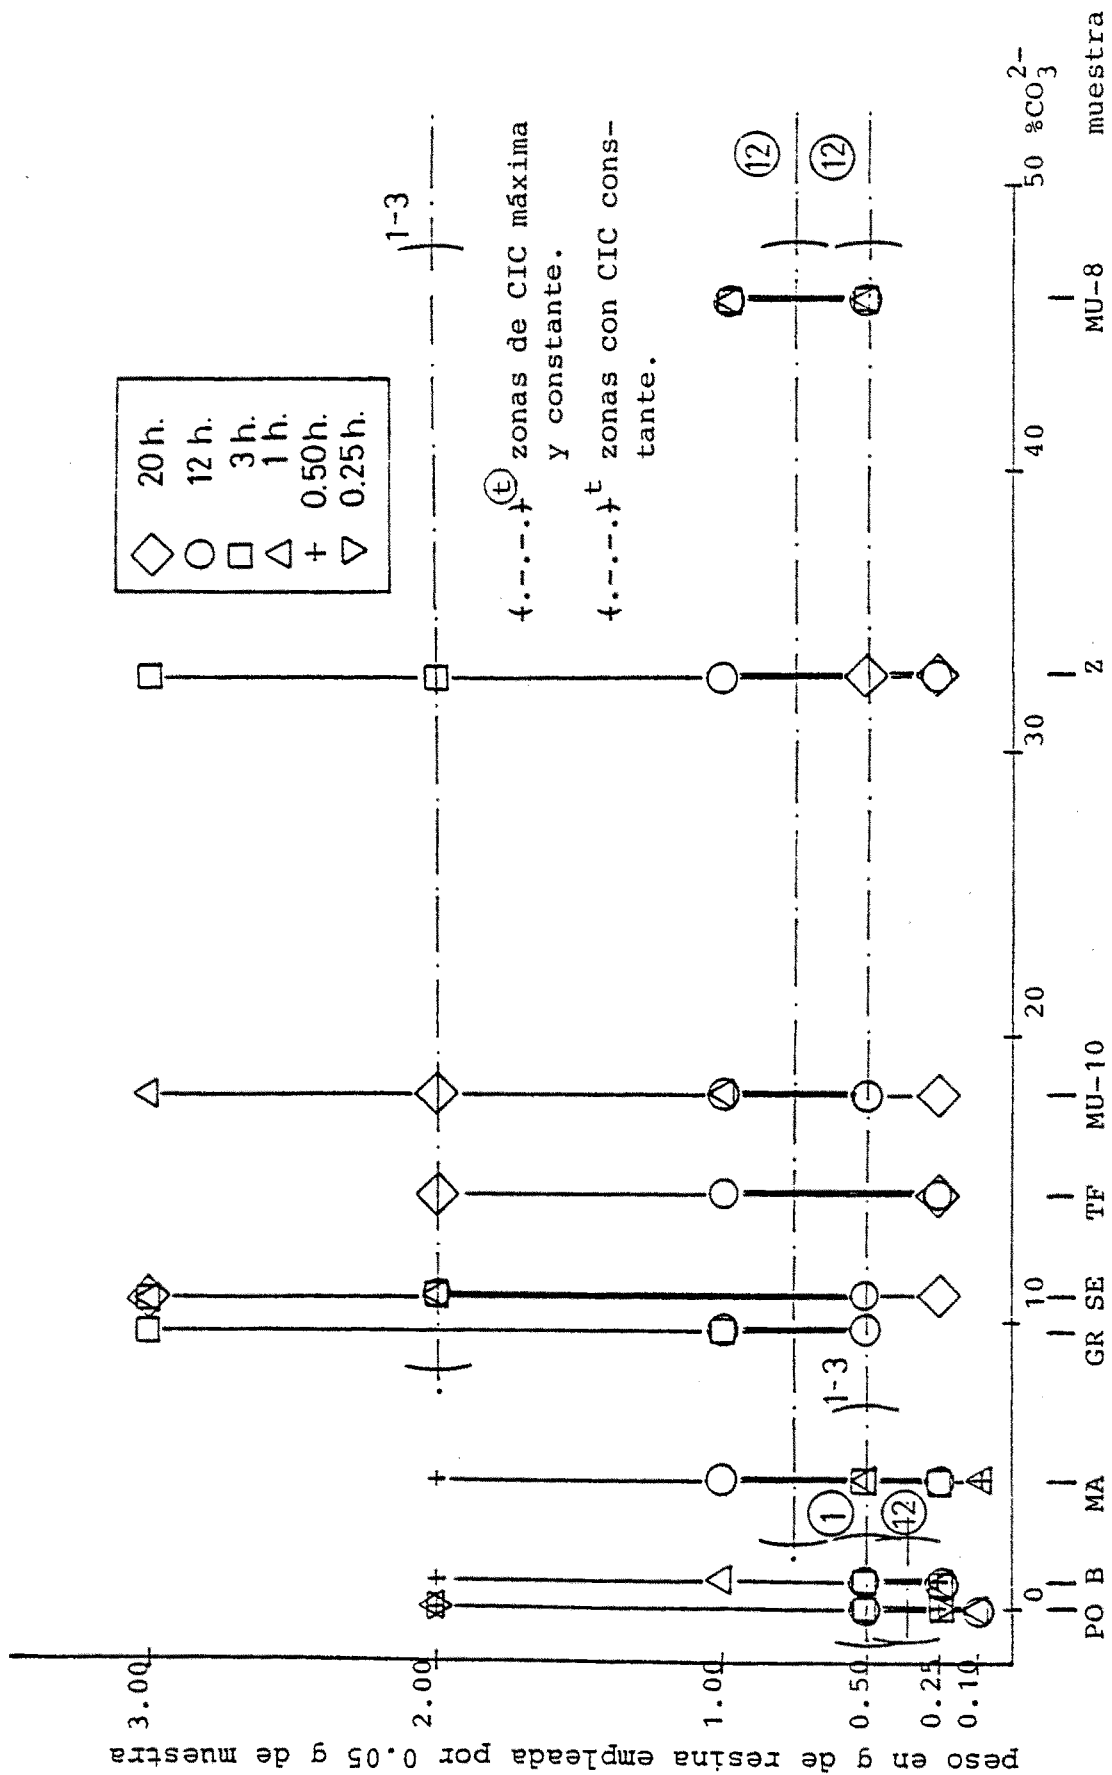 peso en g de resina empleada por 0.05 g de muestra
3.00
2.00
1.00
0.50
0.25
0.10
20 h.
12 h.
3 h.
1 h.
0.50 h.
0.25 h.
1-3
(.-.-.) t zonas de CIC máxima
y constante.
(.-.-.) t zonas con CIC cons-
tante.
12
12
1-3
1
12
0
10
20
30
40
50 %CO3 2-
PO B MA GR SE TF MU-10 Z MU-8 muestra